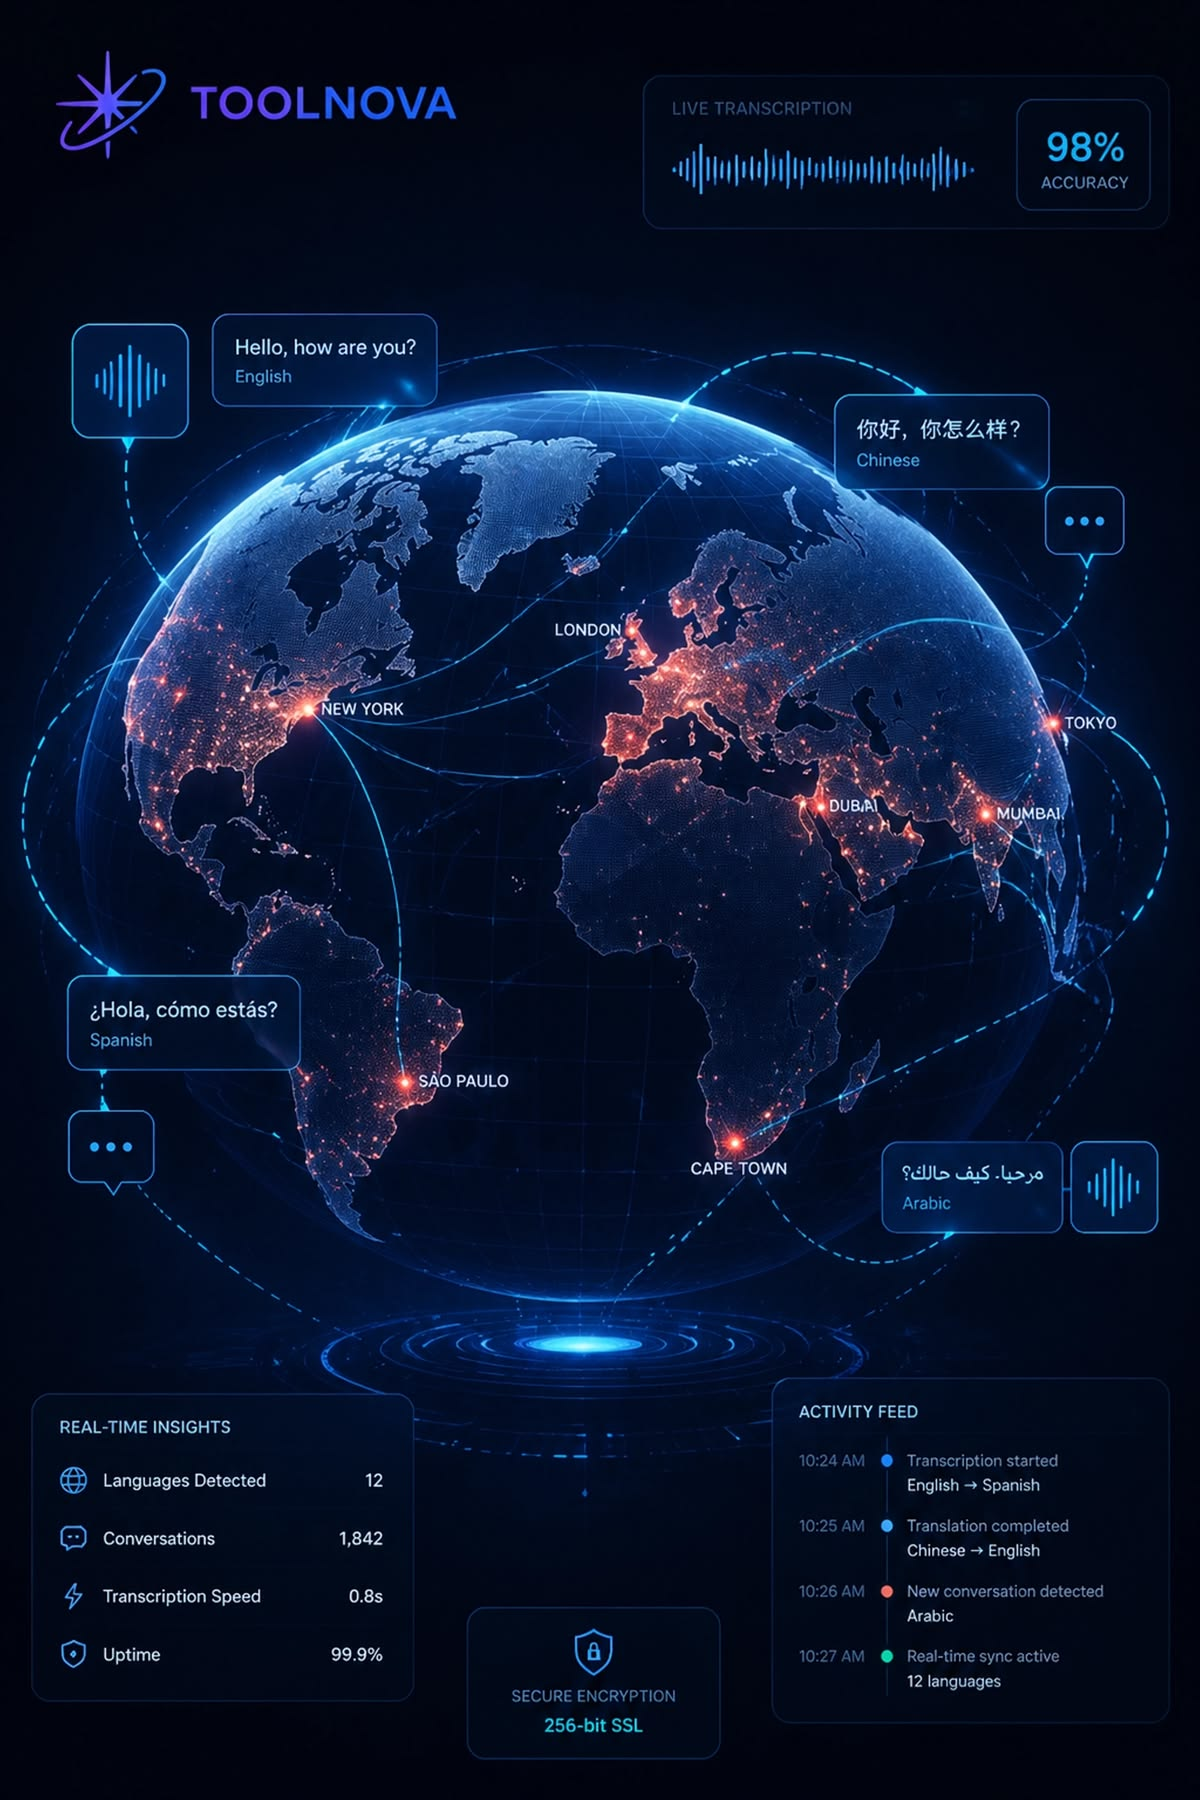 TOOLNOVA
LIVE TRANSCRIPTION
98%
ACCURACY
Hello, how are you?
English
你好，你怎么样？
Chinese
LONDON
NEW YORK
TOKYO
DUBAI
MUMBAI
¿Hola, cómo estás?
Spanish
SÃO PAULO
CAPE TOWN
مرحبا، كيف حالك؟
Arabic
REAL-TIME INSIGHTS
Languages Detected 12
Conversations 1,842
Transcription Speed 0.8s
Uptime 99.9%
SECURE ENCRYPTION
256-bit SSL
ACTIVITY FEED
10:24 AM Transcription started
English → Spanish
10:25 AM Translation completed
Chinese → English
10:26 AM New conversation detected
Arabic
10:27 AM Real-time sync active
12 languages